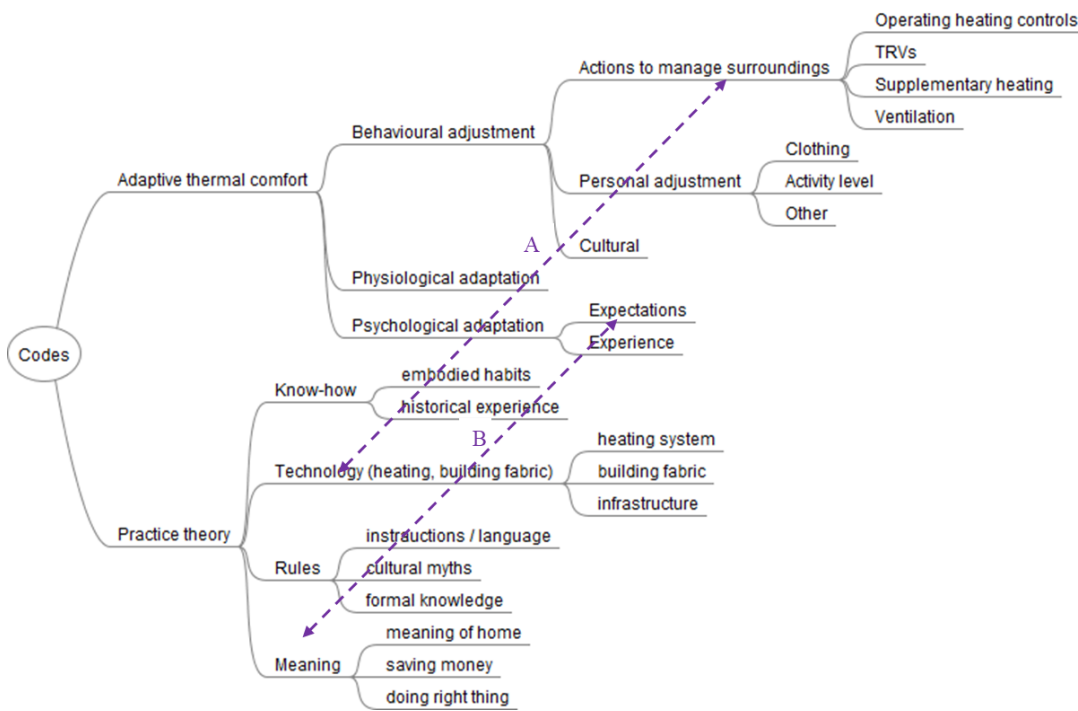 Operating heating controls
TRVs
Actions to manage surroundings
Supplementary heating
Ventilation
Behavioural adjustment
Clothing
Adaptive thermal comfort
Personal adjustment
Activity level
Other
A
Cultural
Physiological adaptation
Expectations
Psychological adaptation
Experience
Codes
embodied habits
Know-how
historical experience
B
heating system
Technology (heating, building fabric)
building fabric
infrastructure
Practice theory
instrauctions / language
Rules
cultural myths
formal knowledge
meaning of home
Meaning
saving money
doing right thing